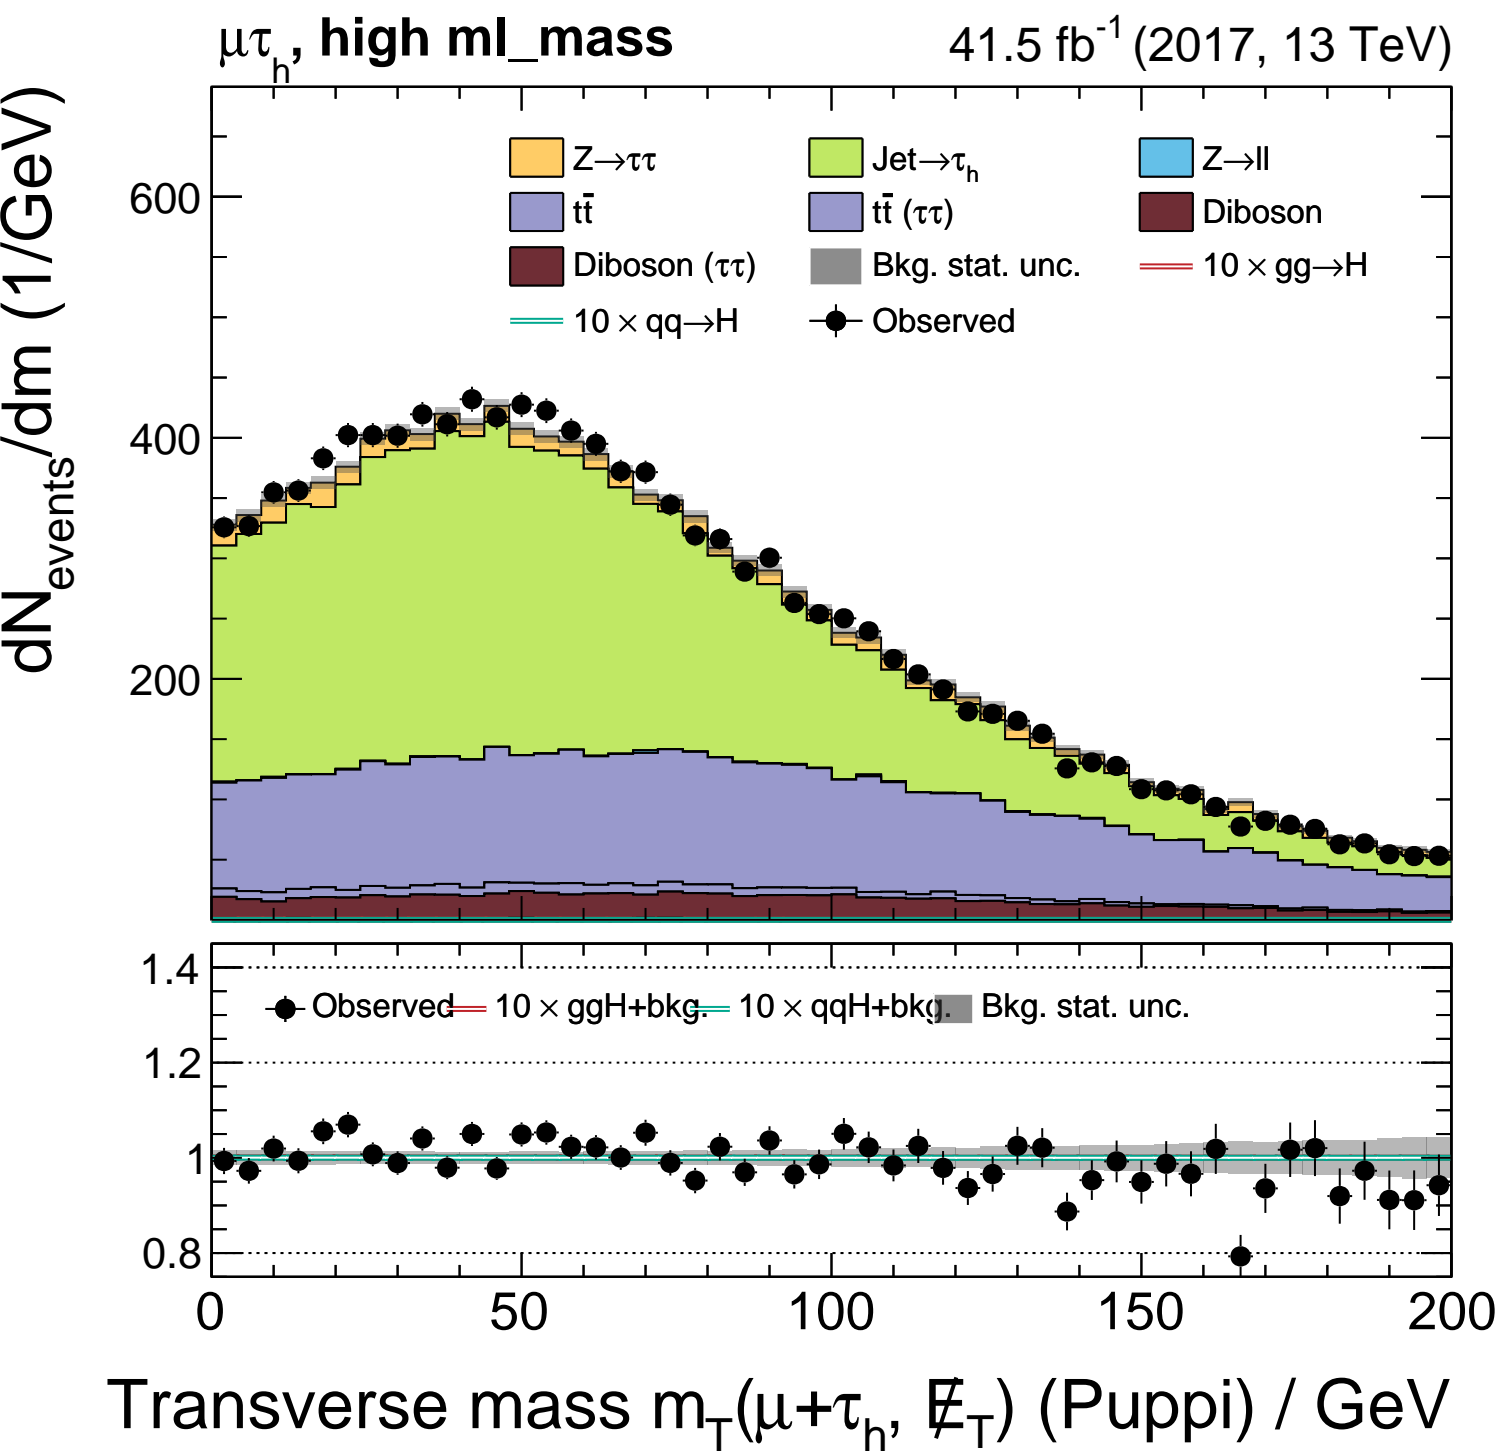 μτh, high ml_mass 41.5 fb-1 (2017, 13 TeV)
dNevents/dm (1/GeV)
Z→ττ Jet→τh Z→ll
tt̄ tt̄ (ττ) Diboson
Diboson (ττ) Bkg. stat. unc. 10 × gg→H
10 × qq→H Observed
600
400
200
1.4
Observed 10 × ggH+bkg. 10 × qqH+bkg. Bkg. stat. unc.
1.2
1
0.8
0 50 100 150 200
Transverse mass mT(μ+τh, E̸T) (Puppi) / GeV